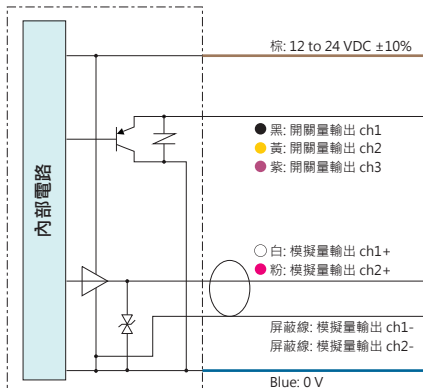 棕: 12 to 24 VDC ±10%
黑: 開關量輸出 ch1
黃: 開關量輸出 ch2
紫: 開關量輸出 ch3
內部電路
白: 模擬量輸出 ch1+
粉: 模擬量輸出 ch2+
屏蔽線: 模擬量輸出 ch1-
屏蔽線: 模擬量輸出 ch2-
Blue: 0 V